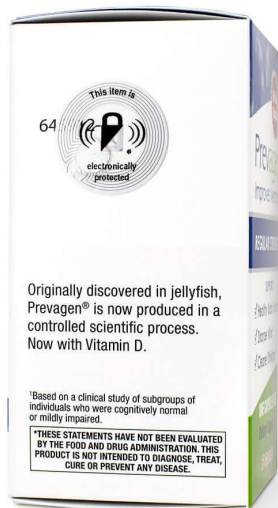 This item is
electronically
protected
Originally discovered in jellyfish,
Prevagen® is now produced in a
controlled scientific process.
Now with Vitamin D.
¹Based on a clinical study of subgroups of
individuals who were cognitively normal
or mildly impaired.
*THESE STATEMENTS HAVE NOT BEEN EVALUATED
BY THE FOOD AND DRUG ADMINISTRATION. THIS
PRODUCT IS NOT INTENDED TO DIAGNOSE, TREAT,
CURE OR PREVENT ANY DISEASE.